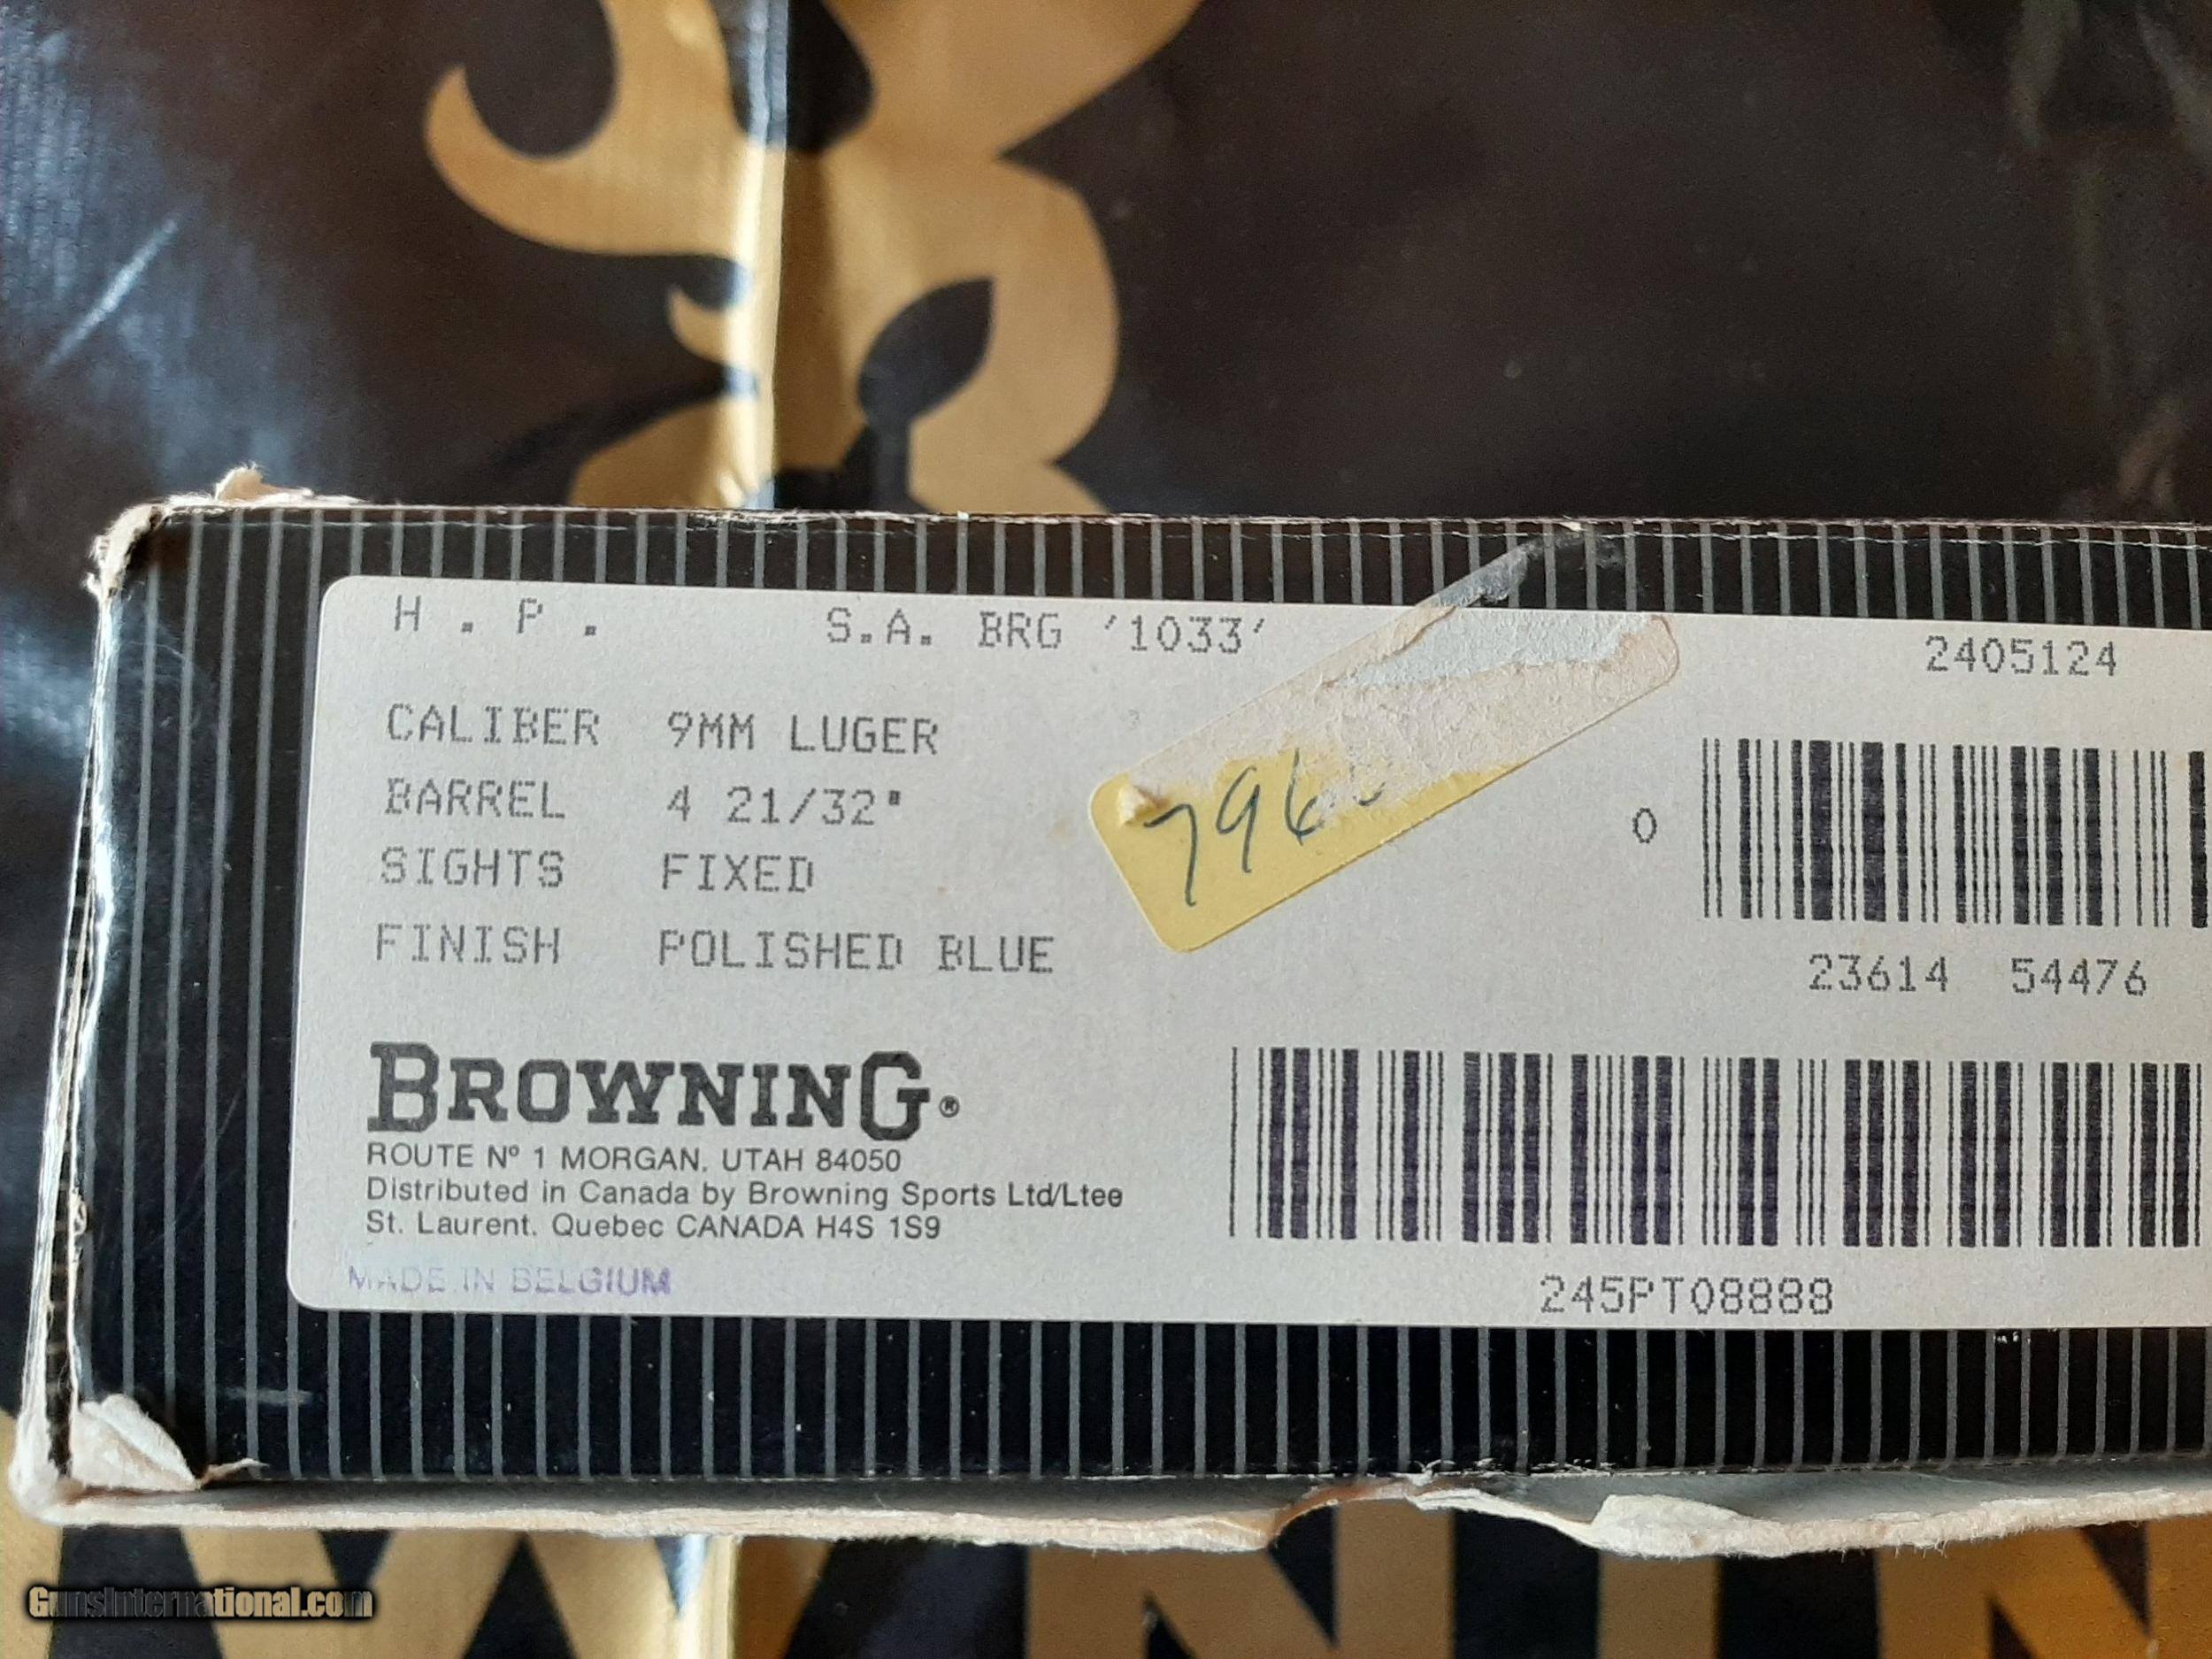 H.P. S.A. BRG '1033' 2405124
CALIBER 9MM LUGER
BARREL 4 21/32"
SIGHTS FIXED
FINISH POLISHED BLUE
796.-
0
23614 54476
BROWNING®
ROUTE Nº 1 MORGAN, UTAH 84050
Distributed in Canada by Browning Sports Ltd/Ltee
St. Laurent, Quebec CANADA H4S 1S9
MADE IN BELGIUM
245PT08888
GunsInternational.com